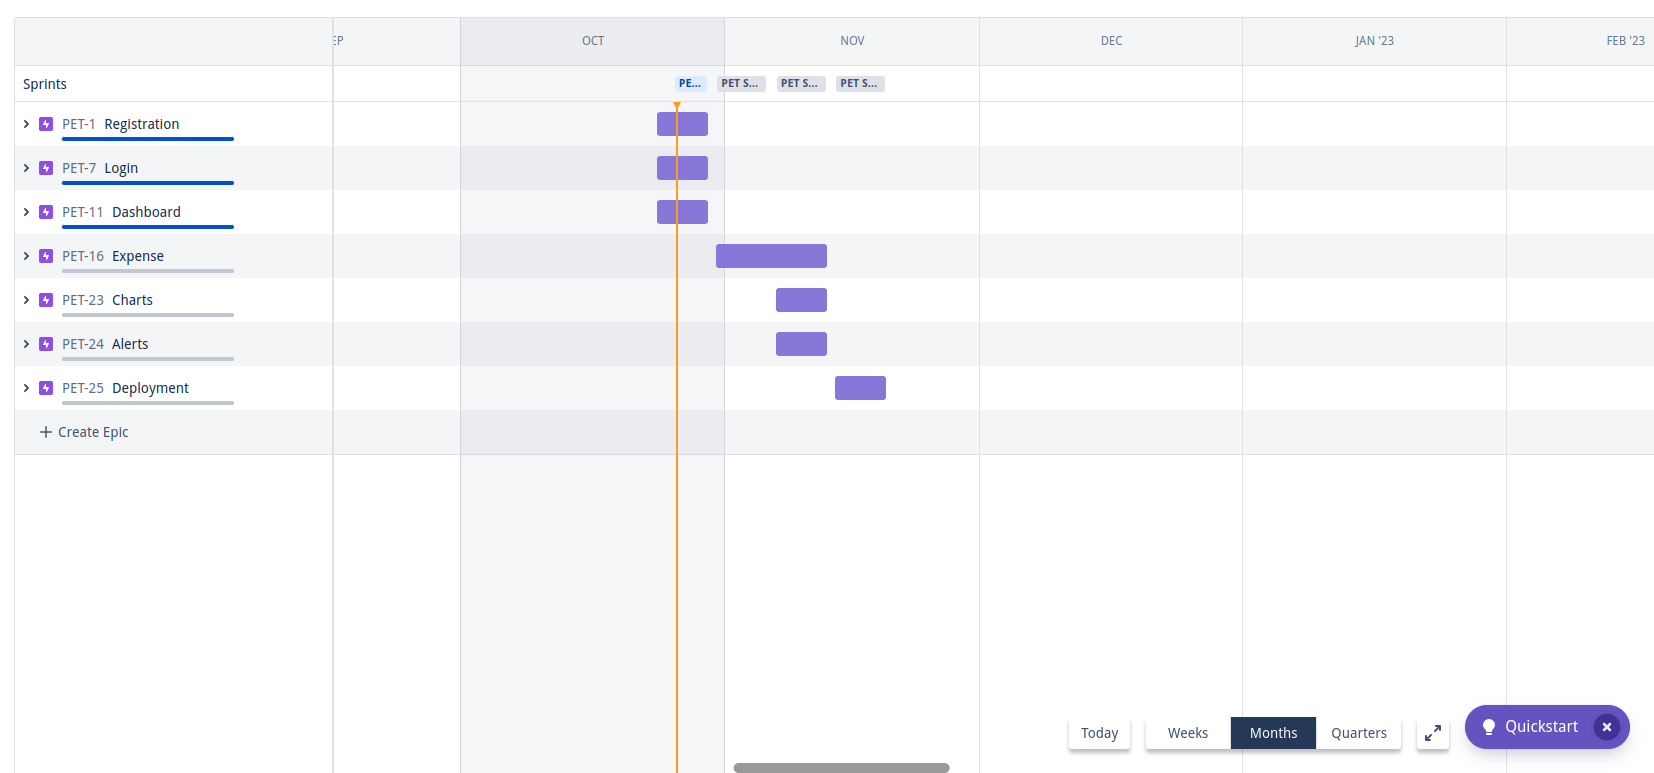 EP OCT NOV DEC JAN '23 FEB '23
Sprints PE... PET S... PET S... PET S...
PET-1 Registration
PET-7 Login
PET-11 Dashboard
PET-16 Expense
PET-23 Charts
PET-24 Alerts
PET-25 Deployment
+ Create Epic
Today Weeks Months Quarters Quickstart